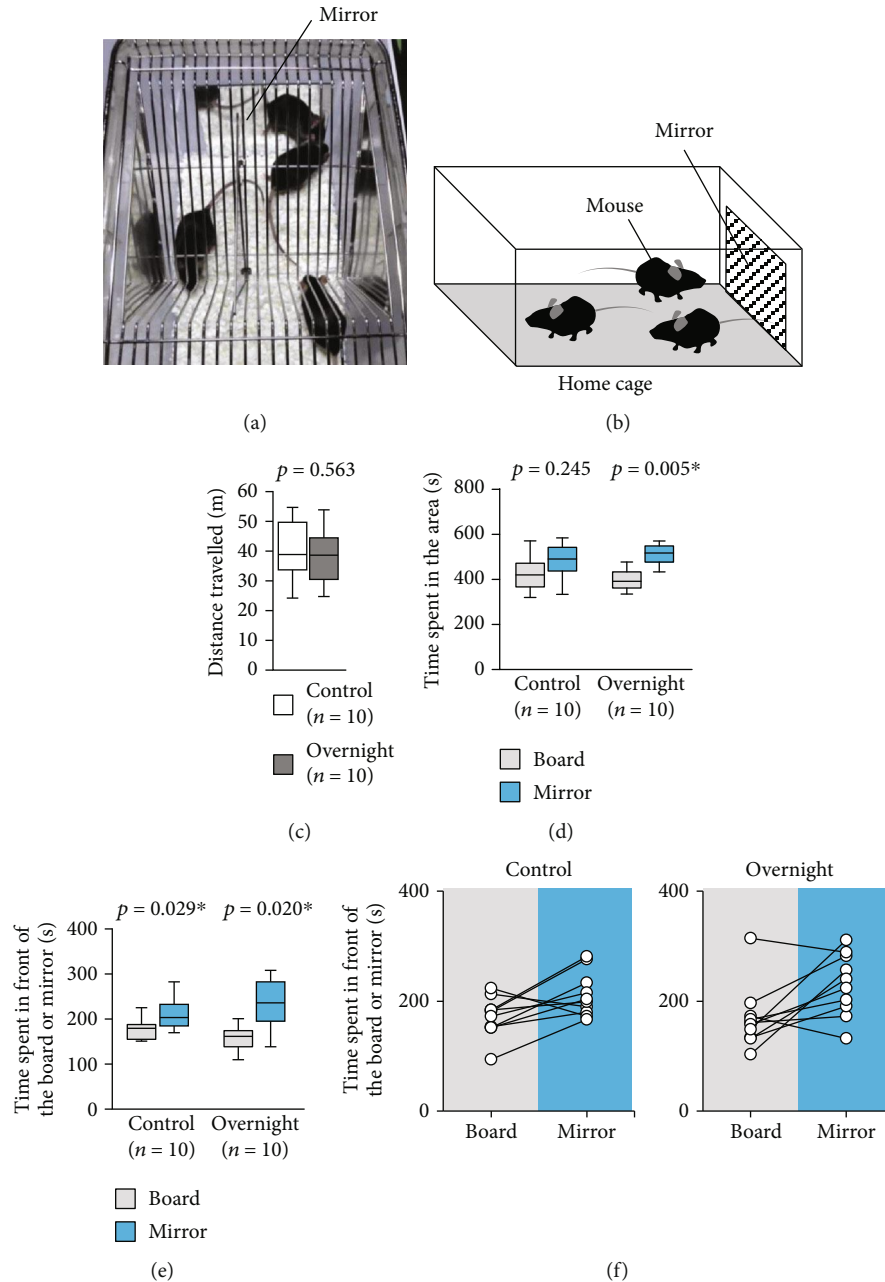 Mirror
Mirror
Mouse
Home cage
(a)
(b)
p = 0.563
Distance travelled (m)
60
50
40
30
20
10
0
Control
(n = 10)
Overnight
(n = 10)
(c)
p = 0.245 p = 0.005*
Time spent in the area (s)
800
600
400
200
0
Control Overnight
(n = 10) (n = 10)
Board
Mirror
(d)
p = 0.029* p = 0.020*
Time spent in front of
the board or mirror (s)
400
300
200
100
0
Control Overnight
(n = 10) (n = 10)
Board
Mirror
(e)
Control
Time spent in front of
the board or mirror (s)
400
200
0
Board Mirror
Overnight
400
200
0
Board Mirror
(f)